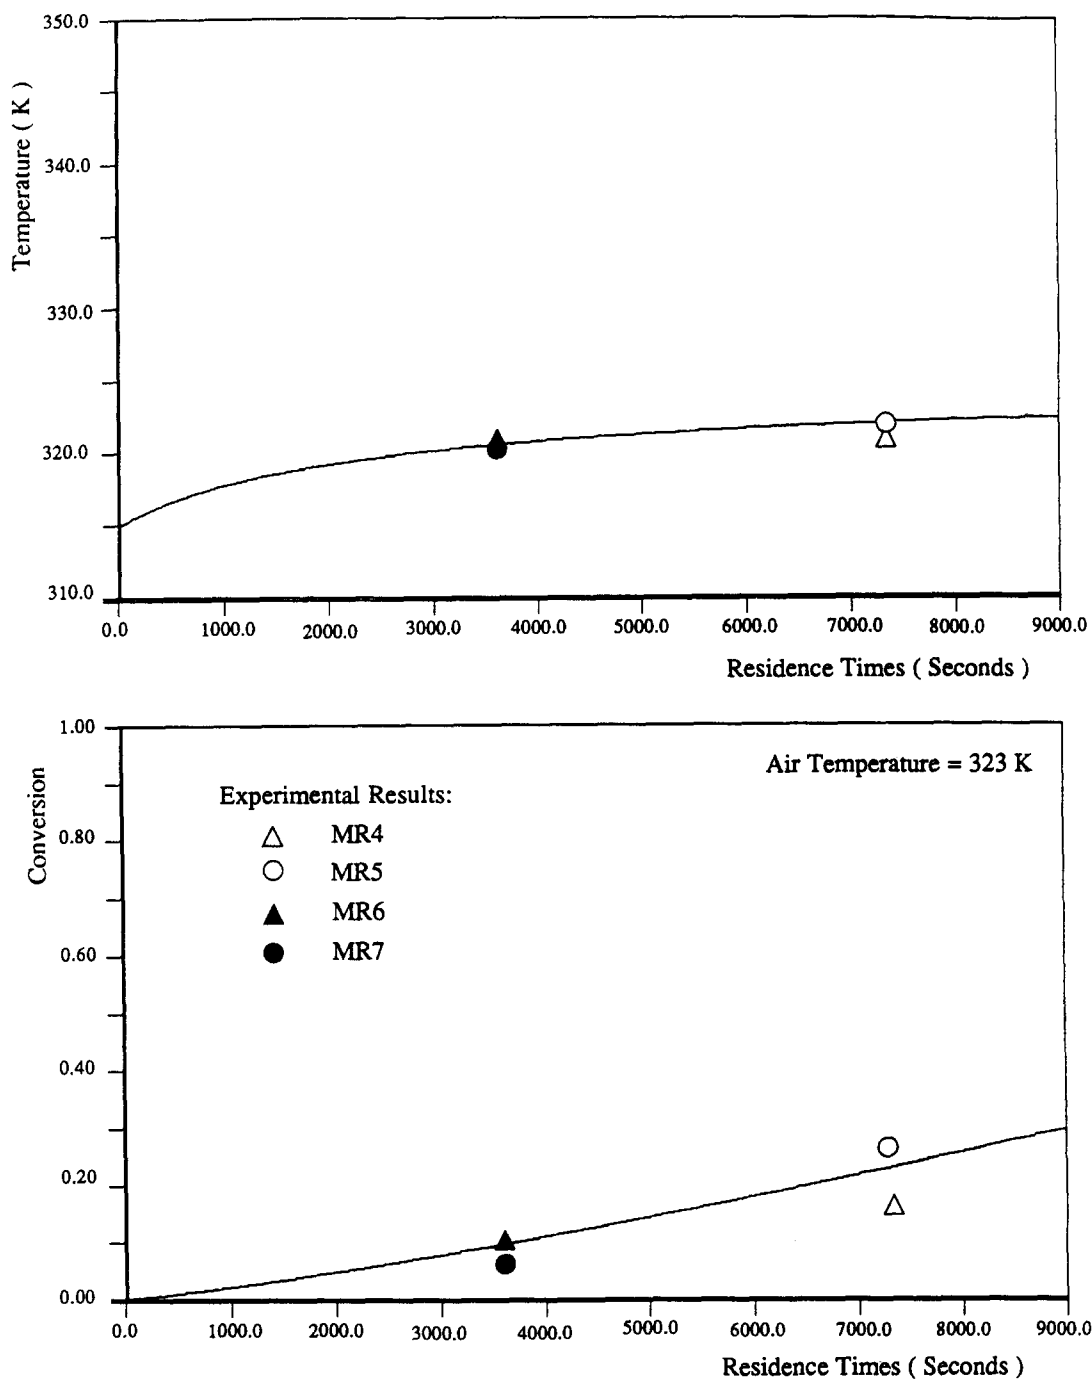 350.0
Temperature ( K )
340.0
330.0
320.0
310.0
0.0 1000.0 2000.0 3000.0 4000.0 5000.0 6000.0 7000.0 8000.0 9000.0
Residence Times ( Seconds )
1.00
Air Temperature = 323 K
Conversion
Experimental Results:
0.80
MR4
MR5
MR6
0.60
MR7
0.40
0.20
0.00
0.0 1000.0 2000.0 3000.0 4000.0 5000.0 6000.0 7000.0 8000.0 9000.0
Residence Times ( Seconds )